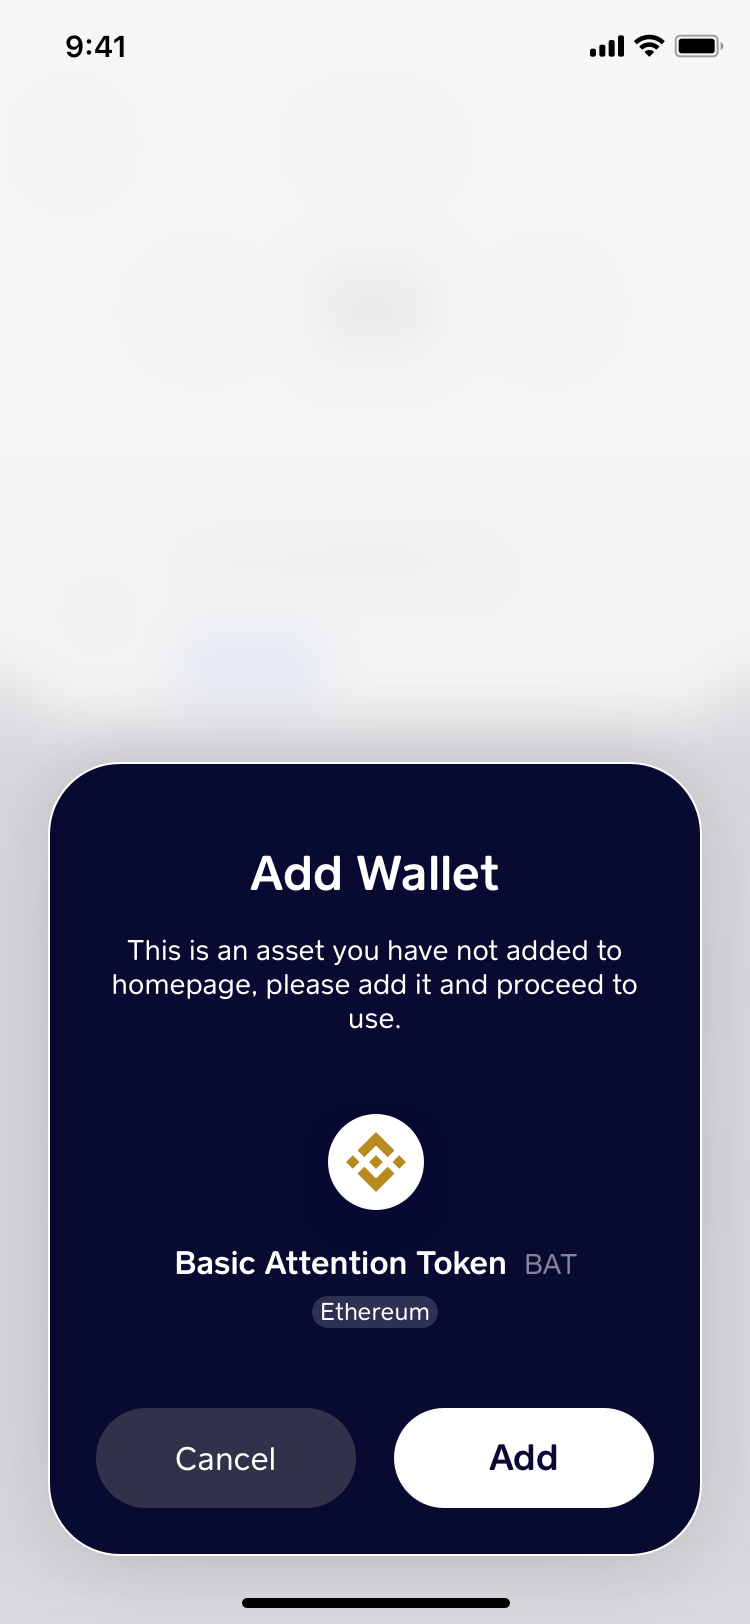 9:41
Add Wallet
This is an asset you have not added to
homepage, please add it and proceed to
use.
Basic Attention Token BAT
Ethereum
Cancel Add